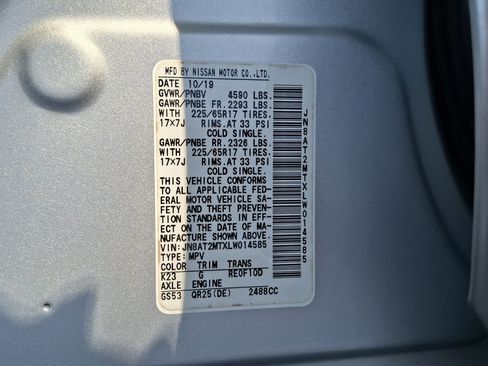 MFD BY NISSAN MOTOR CO.,LTD.
DATE 10/19
GVWR/PNBV 4590 LBS.
GAWR/PNBE FR. 2293 LBS.
WITH 225/65R17 TIRES.
17×7J RIMS.AT 33 PSI
COLD SINGLE.
GAWR/PNBE RR. 2326 LBS.
WITH 225/65R17 TIRES.
17×7J RIMS.AT 33 PSI
COLD SINGLE.
THIS VEHICLE CONFORMS
TO ALL APPLICABLE FED-
ERAL MOTOR VEHICLE SA-
FETY AND THEFT PREVEN-
TION STANDARDS IN EFF-
ECT ON THE DATE OF MA-
NUFACTURE SHOWN ABOVE.
VIN:JN8AT2MTXLW014585
TYPE:MPV
COLOR TRIM TRANS
K23 G RE0F10D
AXLE ENGINE
GS53 QR25(DE) 2488CC
JN8AT2MTXLW014585